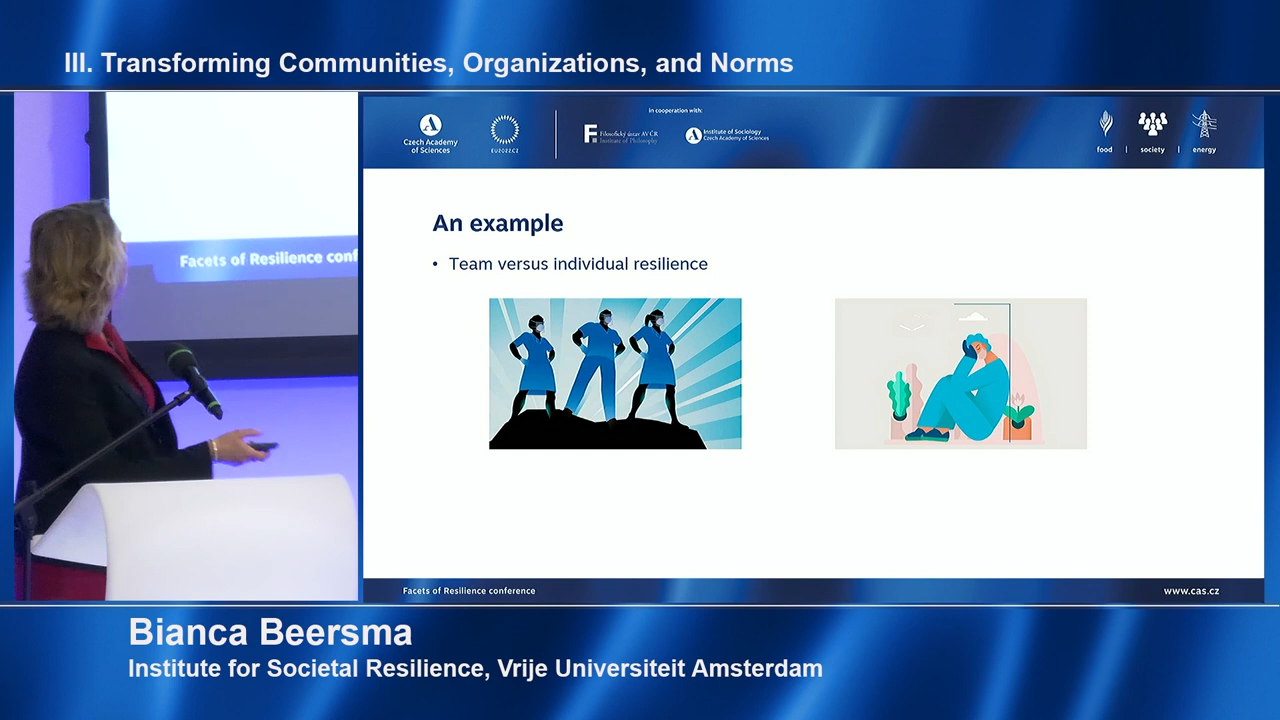 III. Transforming Communities, Organizations, and Norms
Facets of Resilience conf
Czech Academy
of Sciences
EU2022.CZ
In cooperation with:
Filosofický ústav AV ČR
Institute of Philosophy
Institute of Sociology
Czech Academy of Sciences
food | society | energy
An example
• Team versus individual resilience
Facets of Resilience conference
www.cas.cz
Bianca Beersma
Institute for Societal Resilience, Vrije Universiteit Amsterdam